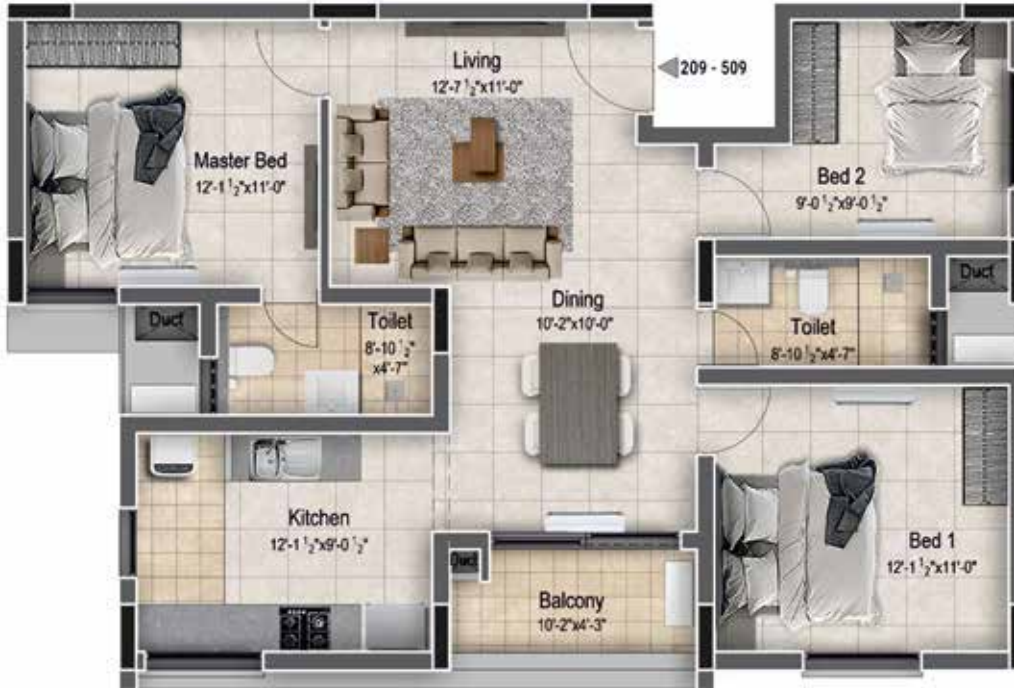 Living
12'-7 1/2"x11'-0"
209 - 509
Master Bed
12'-1 1/2"x11'-0"
Bed 2
9'-0 1/2"x9'-0 1/2"
Duct
Toilet
8'-10 1/2"
x4'-7"
Dining
10'-2"x10'-0"
Toilet
8'-10 1/2"x4'-7"
Duct
Kitchen
12'-1 1/2"x9'-0 1/2"
Duct
Balcony
10'-2"x4'-3"
Bed 1
12'-1 1/2"x11'-0"